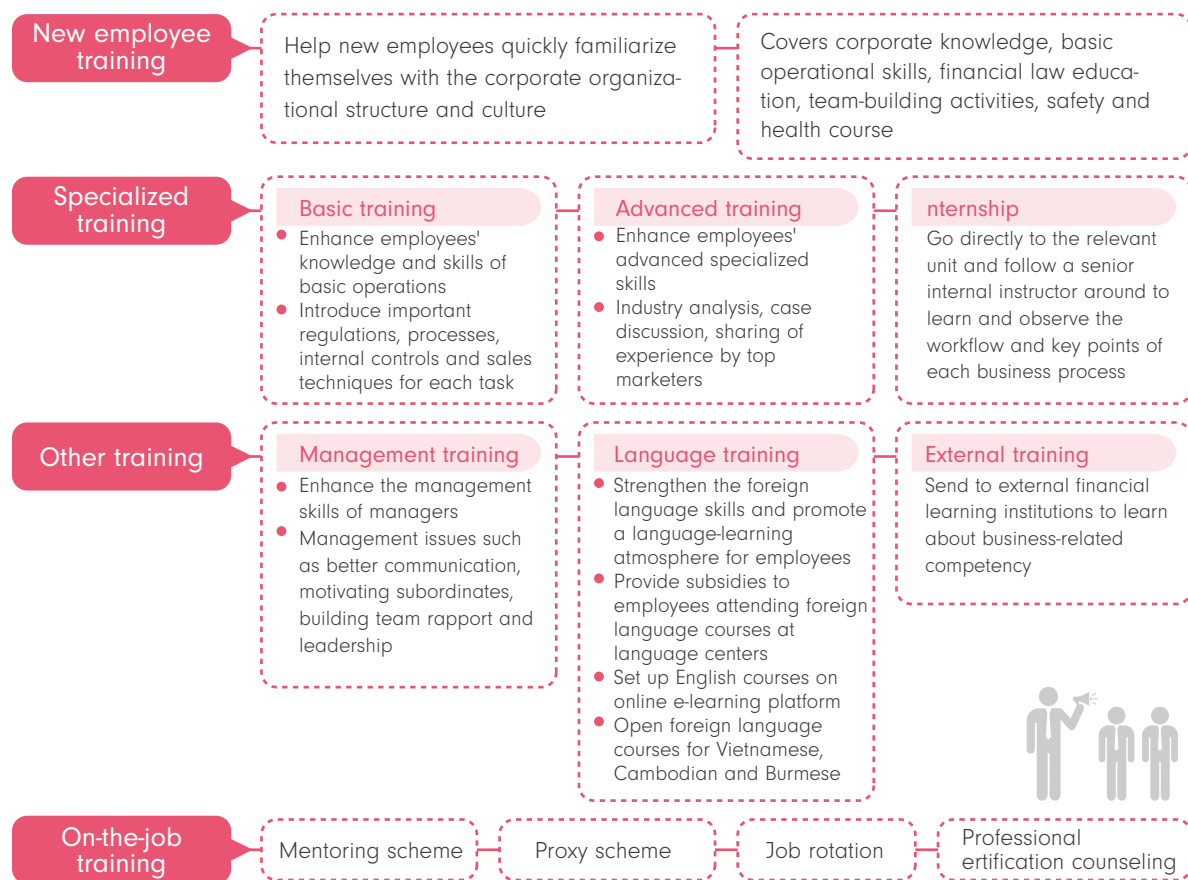 New employee
training
Help new employees quickly familiarize
themselves with the corporate organiza-
tional structure and culture
Covers corporate knowledge, basic
operational skills, financial law educa-
tion, team-building activities, safety and
health course
Specialized
training
Basic training
Enhance employees'
knowledge and skills of
basic operations
Introduce important
regulations, processes,
internal controls and sales
techniques for each task
Advanced training
Enhance employees'
advanced specialized
skills
Industry analysis, case
discussion, sharing of
experience by top
marketers
nternship
Go directly to the relevant
unit and follow a senior
internal instructor around to
learn and observe the
workflow and key points of
each business process
Other training
Management training
Enhance the management
skills of managers
Management issues such
as better communication,
motivating subordinates,
building team rapport and
leadership
Language training
Strengthen the foreign
language skills and promote
a language-learning
atmosphere for employees
Provide subsidies to
employees attending foreign
language courses at
language centers
Set up English courses on
online e-learning platform
Open foreign language
courses for Vietnamese,
Cambodian and Burmese
External training
Send to external financial
learning institutions to learn
about business-related
competency
On-the-job
training
Mentoring scheme
Proxy scheme
Job rotation
Professional
ertification counseling